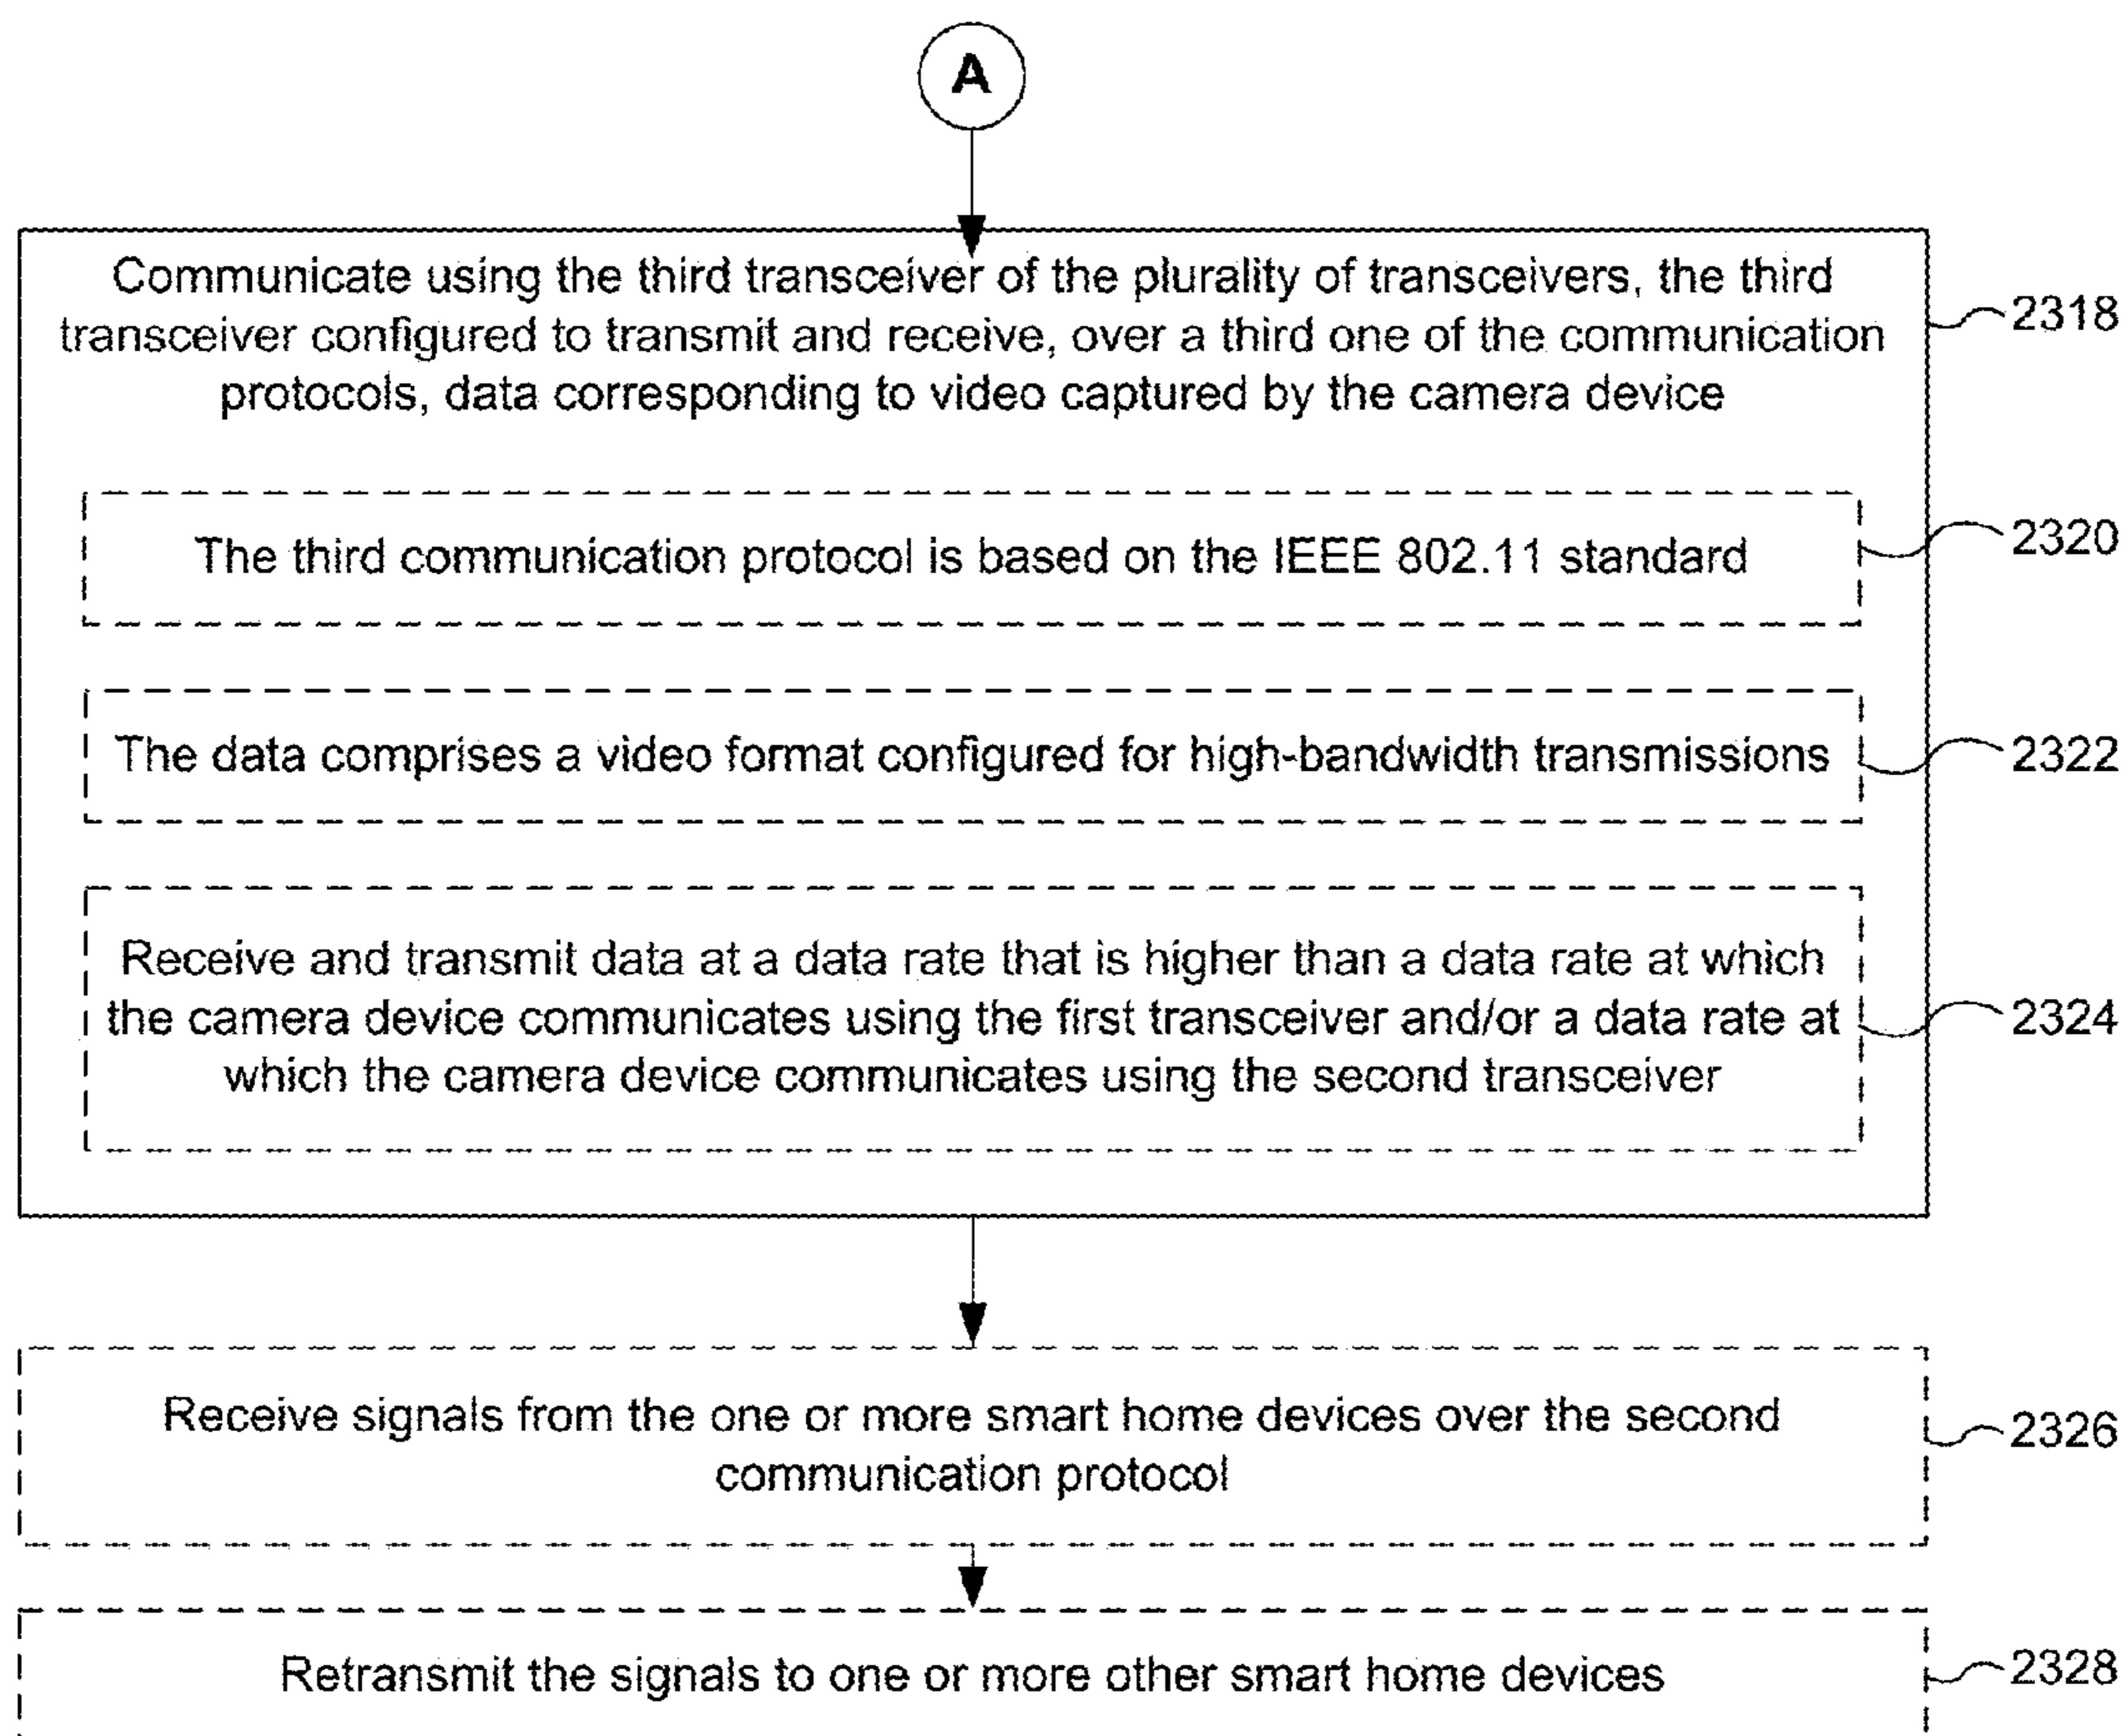 A
Communicate using the third transceiver of the plurality of transceivers, the third
transceiver configured to transmit and receive, over a third one of the communication
protocols, data corresponding to video captured by the camera device
2318
The third communication protocol is based on the IEEE 802.11 standard
2320
The data comprises a video format configured for high-bandwidth transmissions
2322
Receive and transmit data at a data rate that is higher than a data rate at which
the camera device communicates using the first transceiver and/or a data rate at
which the camera device communicates using the second transceiver
2324
Receive signals from the one or more smart home devices over the second
communication protocol
2326
Retransmit the signals to one or more other smart home devices
2328